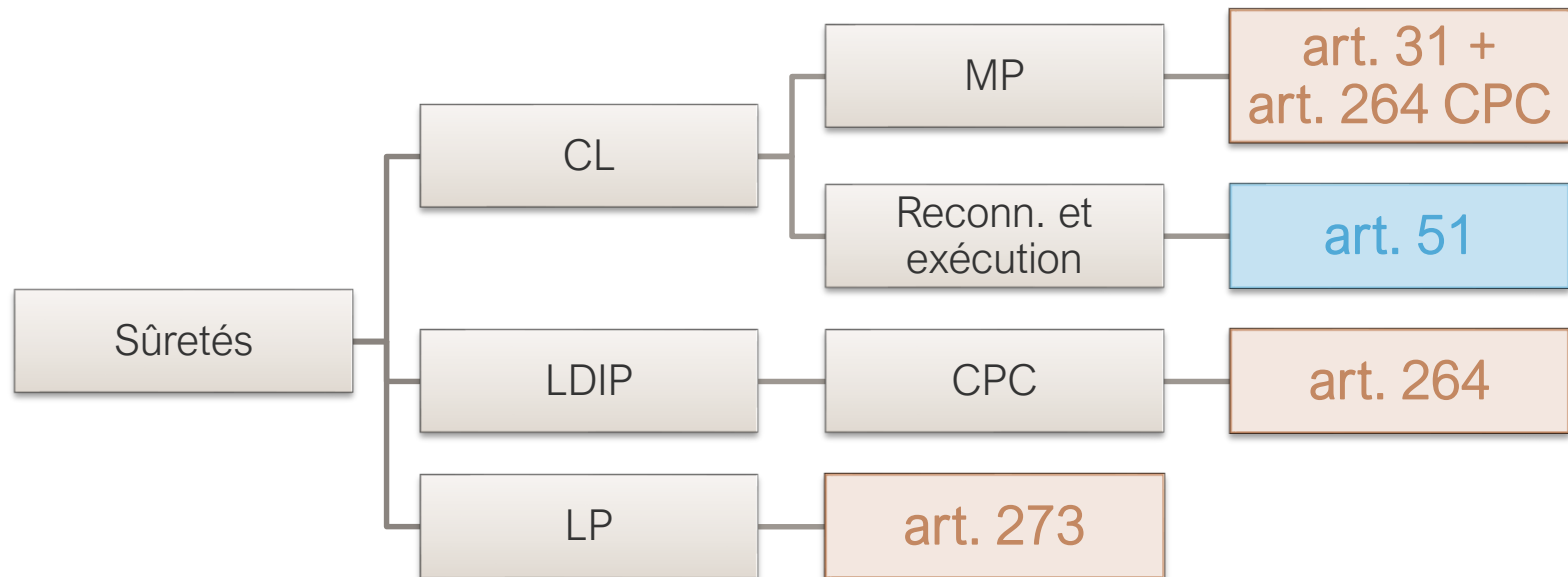 Sûretés
CL
MP
art. 31 +
art. 264 CPC
Reconn. et
exécution
art. 51
LDIP
CPC
art. 264
LP
art. 273